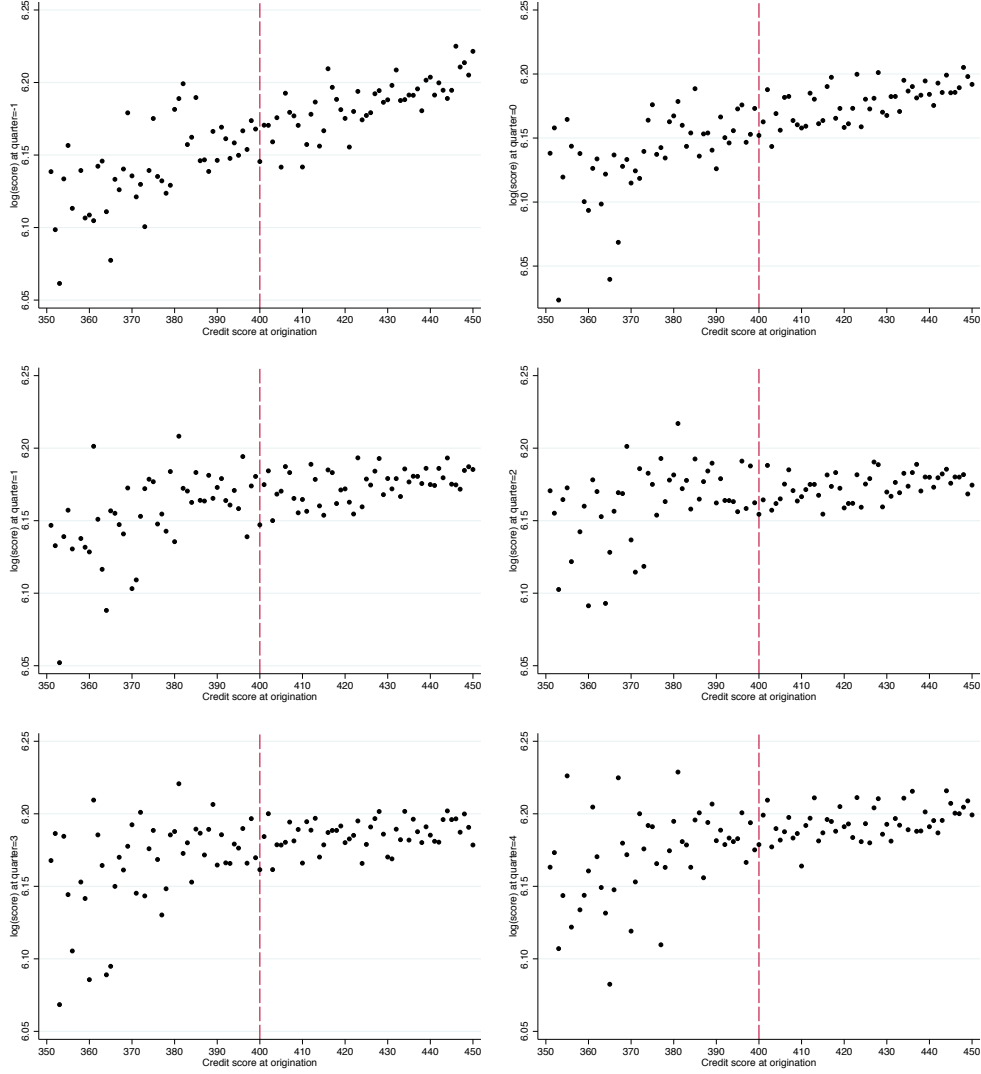 log(score) at quarter=-1
6.25
6.20
6.15
6.10
6.05
350 360 370 380 390 400 410 420 430 440 450
Credit score at origination
log(score) at quarter=0
6.25
6.20
6.15
6.10
6.05
350 360 370 380 390 400 410 420 430 440 450
Credit score at origination
log(score) at quarter=1
6.25
6.20
6.15
6.10
6.05
350 360 370 380 390 400 410 420 430 440 450
Credit score at origination
log(score) at quarter=2
6.25
6.20
6.15
6.10
6.05
350 360 370 380 390 400 410 420 430 440 450
Credit score at origination
log(score) at quarter=3
6.25
6.20
6.15
6.10
6.05
350 360 370 380 390 400 410 420 430 440 450
Credit score at origination
log(score) at quarter=4
6.25
6.20
6.15
6.10
6.05
350 360 370 380 390 400 410 420 430 440 450
Credit score at origination